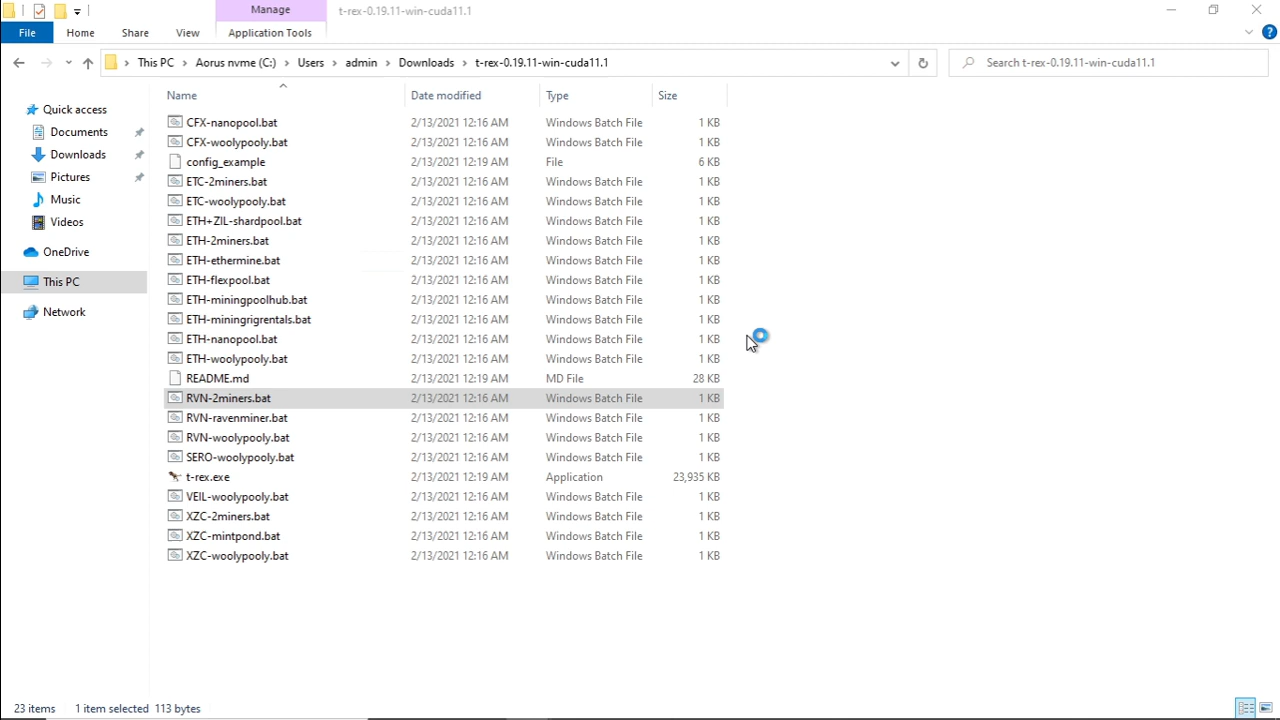 Manage
t-rex-0.19.11-win-cuda11.1
File Home Share View Application Tools
This PC Aorus nvme (C:) Users admin Downloads t-rex-0.19.11-win-cuda11.1 Search t-rex-0.19.11-win-cuda11.1
Name Date modified Type Size
Quick access
Documents
Downloads
Pictures
Music
Videos
OneDrive
This PC
Network
CFX-nanopool.bat 2/13/2021 12:16 AM Windows Batch File 1 KB
CFX-woolypooly.bat 2/13/2021 12:16 AM Windows Batch File 1 KB
config_example 2/13/2021 12:19 AM File 6 KB
ETC-2miners.bat 2/13/2021 12:16 AM Windows Batch File 1 KB
ETC-woolypooly.bat 2/13/2021 12:16 AM Windows Batch File 1 KB
ETH+ZIL-shardpool.bat 2/13/2021 12:16 AM Windows Batch File 1 KB
ETH-2miners.bat 2/13/2021 12:16 AM Windows Batch File 1 KB
ETH-ethermine.bat 2/13/2021 12:16 AM Windows Batch File 1 KB
ETH-flexpool.bat 2/13/2021 12:16 AM Windows Batch File 1 KB
ETH-miningpoolhub.bat 2/13/2021 12:16 AM Windows Batch File 1 KB
ETH-miningrigrentals.bat 2/13/2021 12:16 AM Windows Batch File 1 KB
ETH-nanopool.bat 2/13/2021 12:16 AM Windows Batch File 1 KB
ETH-woolypooly.bat 2/13/2021 12:16 AM Windows Batch File 1 KB
README.md 2/13/2021 12:19 AM MD File 28 KB
RVN-2miners.bat 2/13/2021 12:16 AM Windows Batch File 1 KB
RVN-ravenminer.bat 2/13/2021 12:16 AM Windows Batch File 1 KB
RVN-woolypooly.bat 2/13/2021 12:16 AM Windows Batch File 1 KB
SERO-woolypooly.bat 2/13/2021 12:16 AM Windows Batch File 1 KB
t-rex.exe 2/13/2021 12:19 AM Application 23,935 KB
VEIL-woolypooly.bat 2/13/2021 12:16 AM Windows Batch File 1 KB
XZC-2miners.bat 2/13/2021 12:16 AM Windows Batch File 1 KB
XZC-mintpond.bat 2/13/2021 12:16 AM Windows Batch File 1 KB
XZC-woolypooly.bat 2/13/2021 12:16 AM Windows Batch File 1 KB
23 items 1 item selected 113 bytes